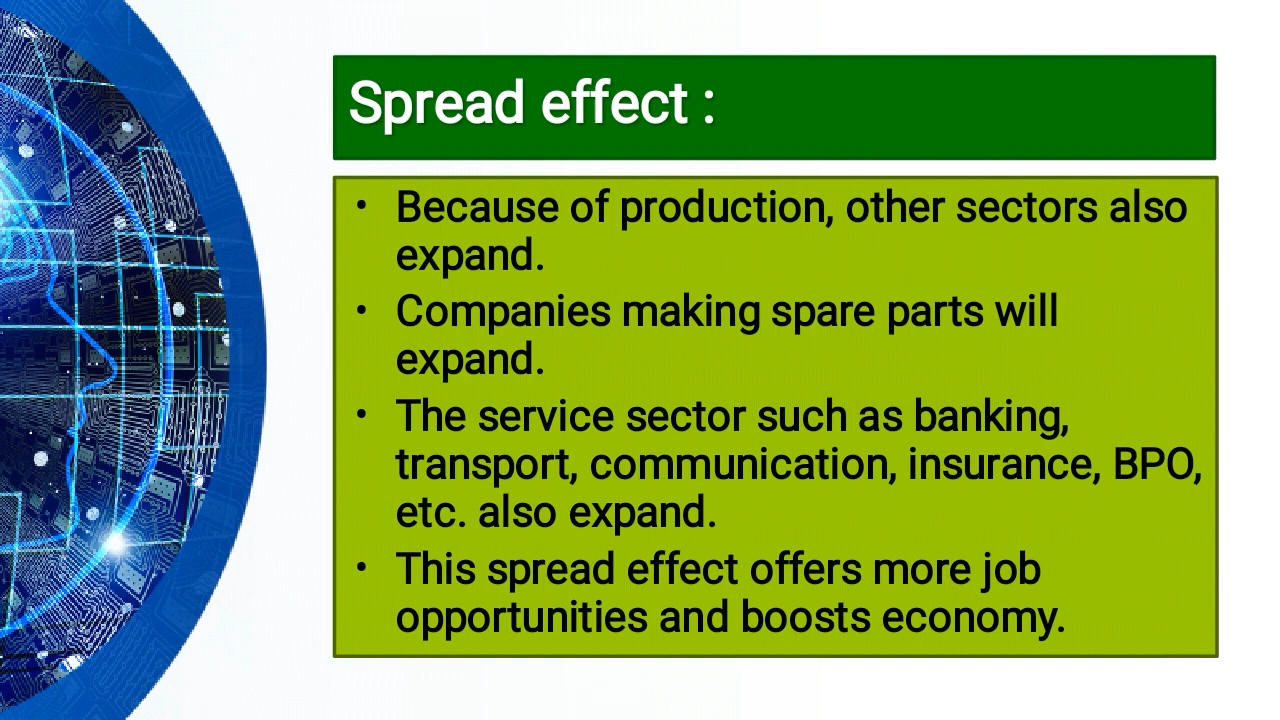 Spread effect :
• Because of production, other sectors also
expand.
• Companies making spare parts will
expand.
• The service sector such as banking,
transport, communication, insurance, BPO,
etc. also expand.
• This spread effect offers more job
opportunities and boosts economy.